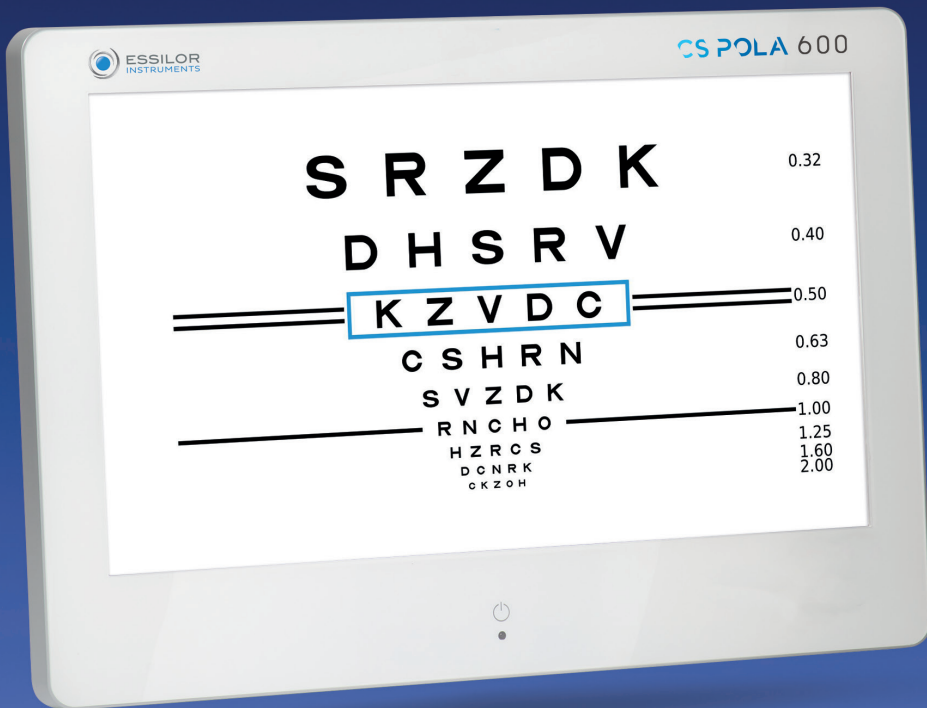 ESSILOR
INSTRUMENTS
CS POLA 600
S R Z D K 0.32
D H S R V 0.40
K Z V D C 0.50
C S H R N 0.63
S V Z D K 0.80
R N C H O 1.00
H Z R C S 1.25
D C N R K 1.60
C K Z O H 2.00